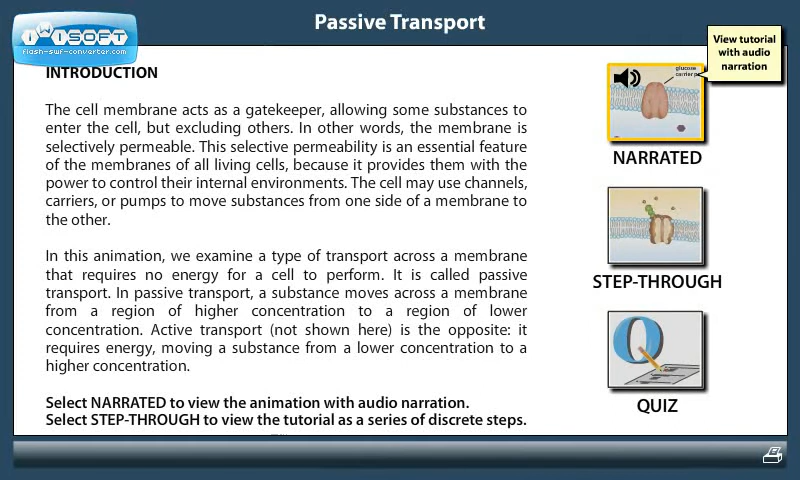 Passive Transport
iWiSOFT
flash-swf-converter.com
View tutorial
with audio
narration
INTRODUCTION
The cell membrane acts as a gatekeeper, allowing some substances to
enter the cell, but excluding others. In other words, the membrane is
selectively permeable. This selective permeability is an essential feature
of the membranes of all living cells, because it provides them with the
power to control their internal environments. The cell may use channels,
carriers, or pumps to move substances from one side of a membrane to
the other.
In this animation, we examine a type of transport across a membrane
that requires no energy for a cell to perform. It is called passive
transport. In passive transport, a substance moves across a membrane
from a region of higher concentration to a region of lower
concentration. Active transport (not shown here) is the opposite: it
requires energy, moving a substance from a lower concentration to a
higher concentration.
Select NARRATED to view the animation with audio narration.
Select STEP-THROUGH to view the tutorial as a series of discrete steps.
glucose
carrier
NARRATED
STEP-THROUGH
Q
QUIZ